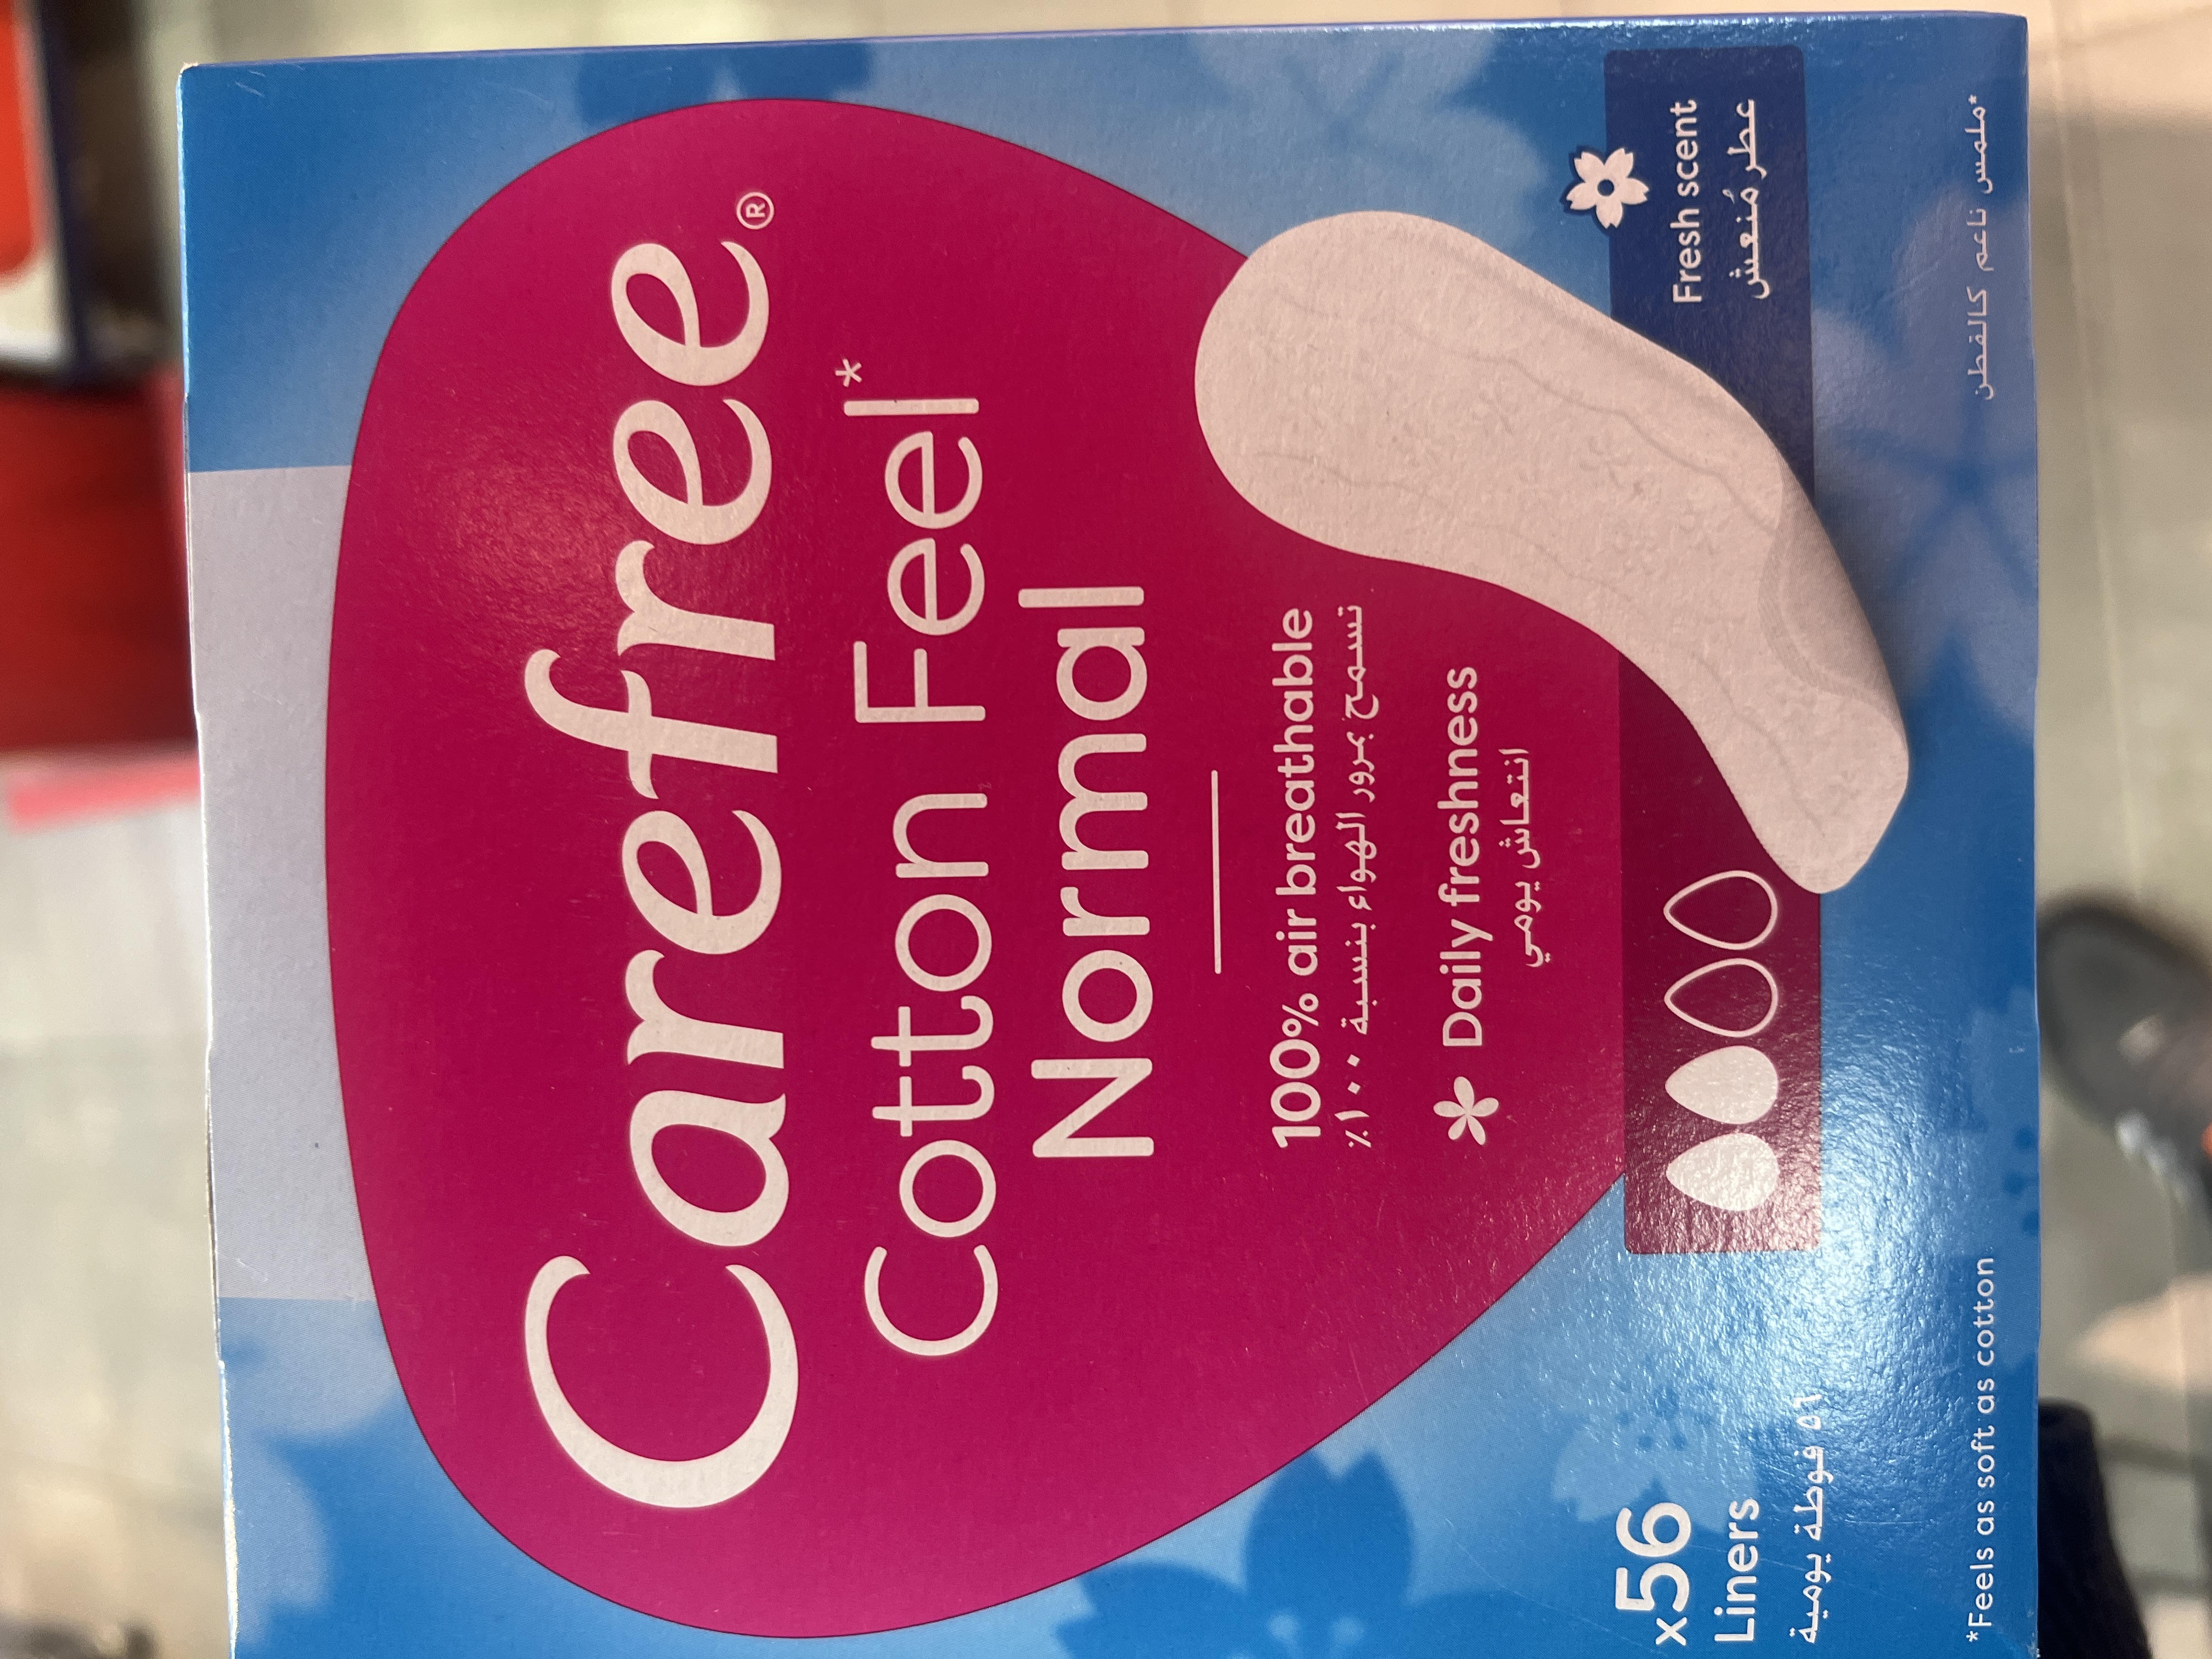 Carefree®
Cotton Feel*
Normal
100% air breathable
تسمح بمرور الهواء بنسبة ١٠٠٪
Daily freshness
انتعاش يومي
Fresh scent
عطر مُنعش
x56
Liners
٥٦ فوطة يومية
*Feels as soft as cotton
*ملمس ناعم كالقطن